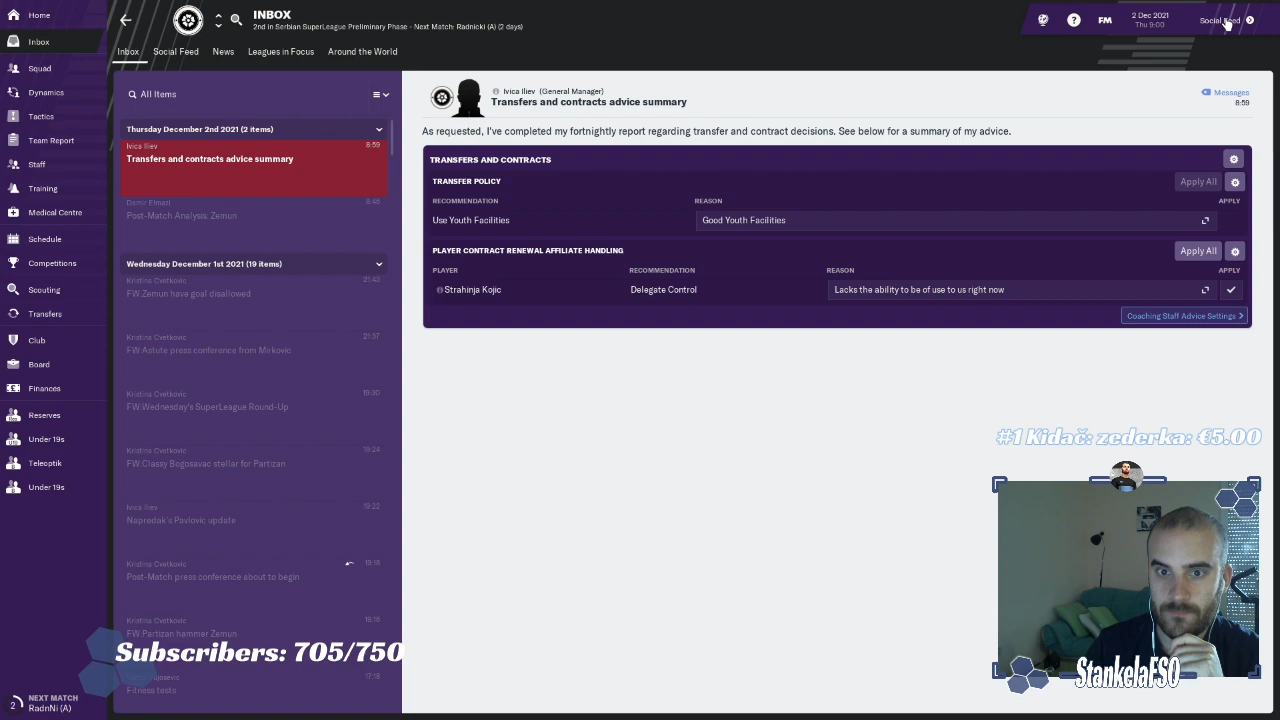 Home
Inbox
Squad
Dynamics
Tactics
Team Report
Staff
Training
Medical Centre
Schedule
Competitions
Scouting
Transfers
Club
Board
Finances
Reserves
Under 19s
Teleoptik
Under 19s
2
NEXT MATCH
RadnNi (A)
INBOX
2nd in Serbian SuperLeague Preliminary Phase - Next Match: Radnicki (A) (2 days)
FM
2 Dec 2021
Thu 9:00
Social Feed
Inbox
Social Feed
News
Leagues in Focus
Around the World
All Items
Thursday December 2nd 2021 (2 items)
Ivica Iliev 8:59
Transfers and contracts advice summary
Damir Elmazi 8:46
Post-Match Analysis: Zemun
Wednesday December 1st 2021 (19 items)
Kristina Cvetkovic 21:43
FW:Zemun have goal disallowed
Kristina Cvetkovic 21:37
FW:Astute press conference from Mirkovic
Kristina Cvetkovic 19:30
FW:Wednesday's SuperLeague Round-Up
Kristina Cvetkovic 19:24
FW:Classy Bogosavac stellar for Partizan
Ivica Iliev 19:22
Napredak's Pavlovic update
Kristina Cvetkovic 19:18
Post-Match press conference about to begin
Kristina Cvetkovic 19:16
FW:Partizan hammer Zemun
Subscribers: 705/750
17:18
Fitness tests
Ivica Iliev (General Manager)
Transfers and contracts advice summary
Messages
8:59
As requested, I've completed my fortnightly report regarding transfer and contract decisions. See below for a summary of my advice.
TRANSFERS AND CONTRACTS
TRANSFER POLICY
Apply All
RECOMMENDATION REASON APPLY
Use Youth Facilities Good Youth Facilities
PLAYER CONTRACT RENEWAL AFFILIATE HANDLING
Apply All
PLAYER RECOMMENDATION REASON APPLY
Strahinja Kojic Delegate Control Lacks the ability to be of use to us right now
Coaching Staff Advice Settings
#1 Kidač: zederka: €5.00
StankelaFSO